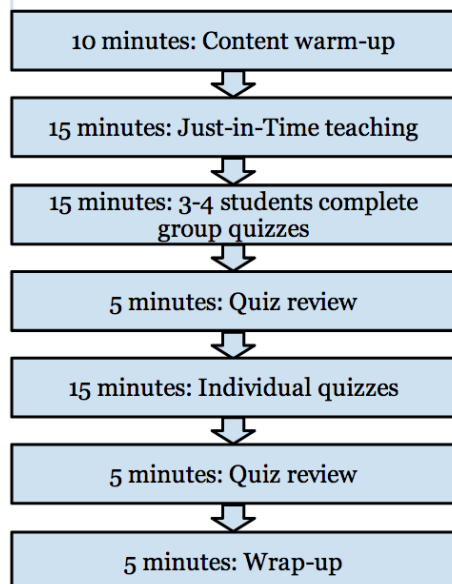 10 minutes: Content warm-up
15 minutes: Just-in-Time teaching
15 minutes: 3-4 students complete
group quizzes
5 minutes: Quiz review
15 minutes: Individual quizzes
5 minutes: Quiz review
5 minutes: Wrap-up